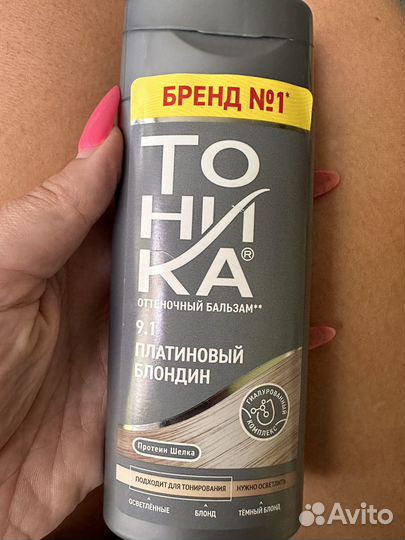 БРЕНД №1*
ТО
НИ
КА®
ОТТЕНОЧНЫЙ БАЛЬЗАМ**
9.1
ПЛАТИНОВЫЙ
БЛОНДИН
ГИАЛУРОНОВЫЙ
КОМПЛЕКС
Протеин Шелка
ПОДХОДИТ ДЛЯ ТОНИРОВАНИЯ
НУЖНО ОСВЕТЛИТЬ
ОСВЕТЛЁННЫЕ
БЛОНД
ТЁМНЫЙ БЛОНД
Avito